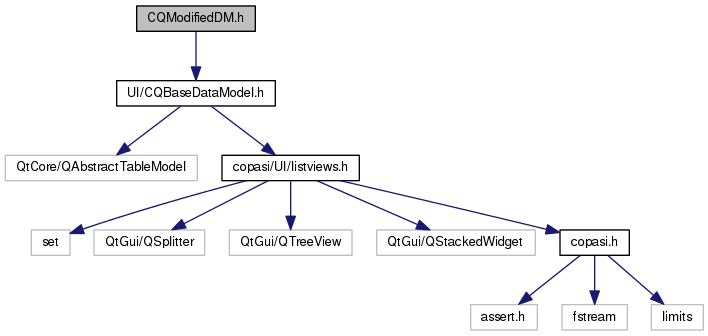 CQModifiedDM.h
UI/CQBaseDataModel.h
QtCore/QAbstractTableModel
copasi/UI/listviews.h
set
QtGui/QSplitter
QtGui/QTreeView
QtGui/QStackedWidget
copasi.h
assert.h
fstream
limits